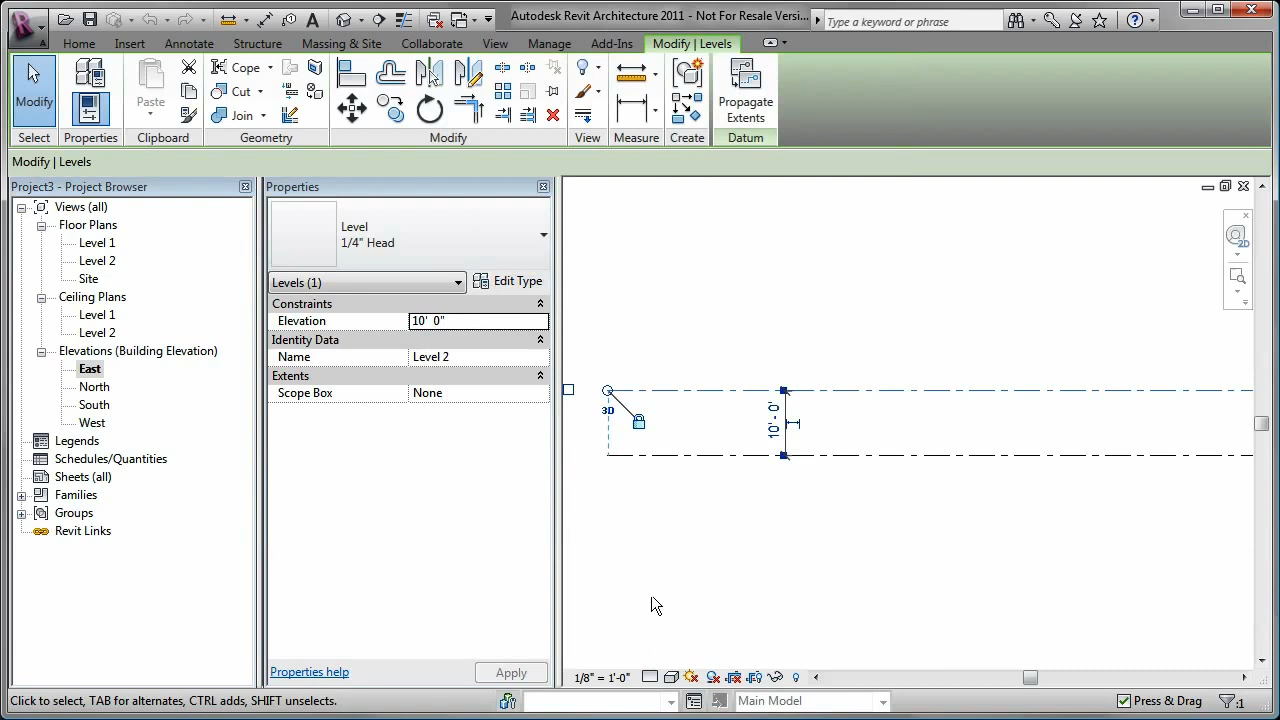 Autodesk Revit Architecture 2011 - Not For Resale Versi...
Type a keyword or phrase
Home
Insert
Annotate
Structure
Massing & Site
Collaborate
View
Manage
Add-Ins
Modify | Levels
Modify
Paste
Cope
Cut
Join
Propagate
Extents
Select
Properties
Clipboard
Geometry
Modify
View
Measure
Create
Datum
Modify | Levels
Project3 - Project Browser
Views (all)
Floor Plans
Level 1
Level 2
Site
Ceiling Plans
Level 1
Level 2
Elevations (Building Elevation)
East
North
South
West
Legends
Schedules/Quantities
Sheets (all)
Families
Groups
Revit Links
Properties
Level
1/4" Head
Levels (1)
Edit Type
Constraints
Elevation
10'  0"
Identity Data
Name
Level 2
Extents
Scope Box
None
Properties help
Apply
2D
3D
10' - 0"
1/8" = 1'-0"
Click to select, TAB for alternates, CTRL adds, SHIFT unselects.
Main Model
Press & Drag
:1